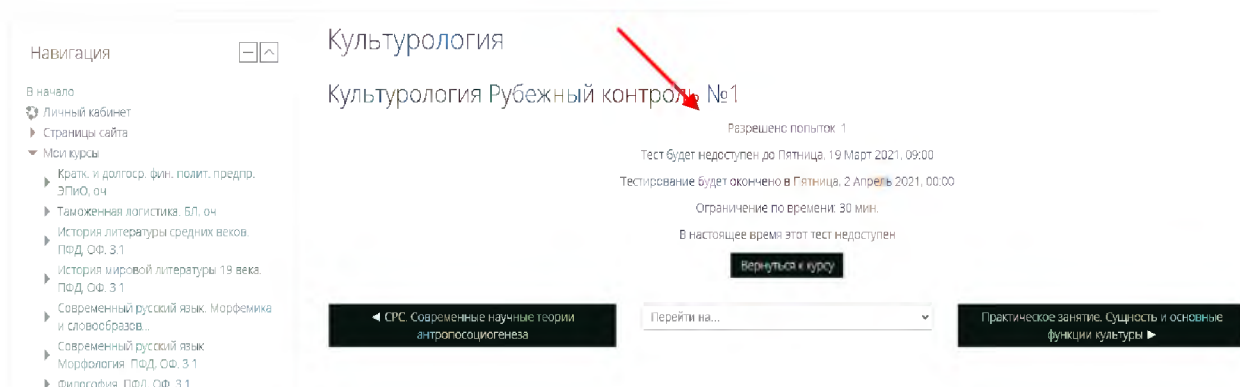 Навигация
В начало
Личный кабинет
Страницы сайта
Мои курсы
Кратк. и долгоср. фин. полит. предпр.
ЭПиО, оч
Таможенная логистика. БЛ, оч
История литературы средних веков.
ПФД, ОФ, 3.1
История мировой литературы 19 века.
ПФД, ОФ, 3.1
Современный русский язык. Морфемика
и словообразов...
Современный русский язык.
Морфология. ПФД, ОФ, 3.1
Философия. ПФД, ОФ, 3.1
Культурология
Культурология Рубежный контроль №1
Разрешено попыток: 1
Тест будет недоступен до Пятница, 19 Март 2021, 09:00
Тестирование будет окончено в Пятница, 2 Апрель 2021, 00:00
Ограничение по времени: 30 мин.
В настоящее время этот тест недоступен
Вернуться к курсу
◄ СРС. Современные научные теории
антропосоциогенеза
Перейти на...
Практическое занятие. Сущность и основные
функции культуры ►